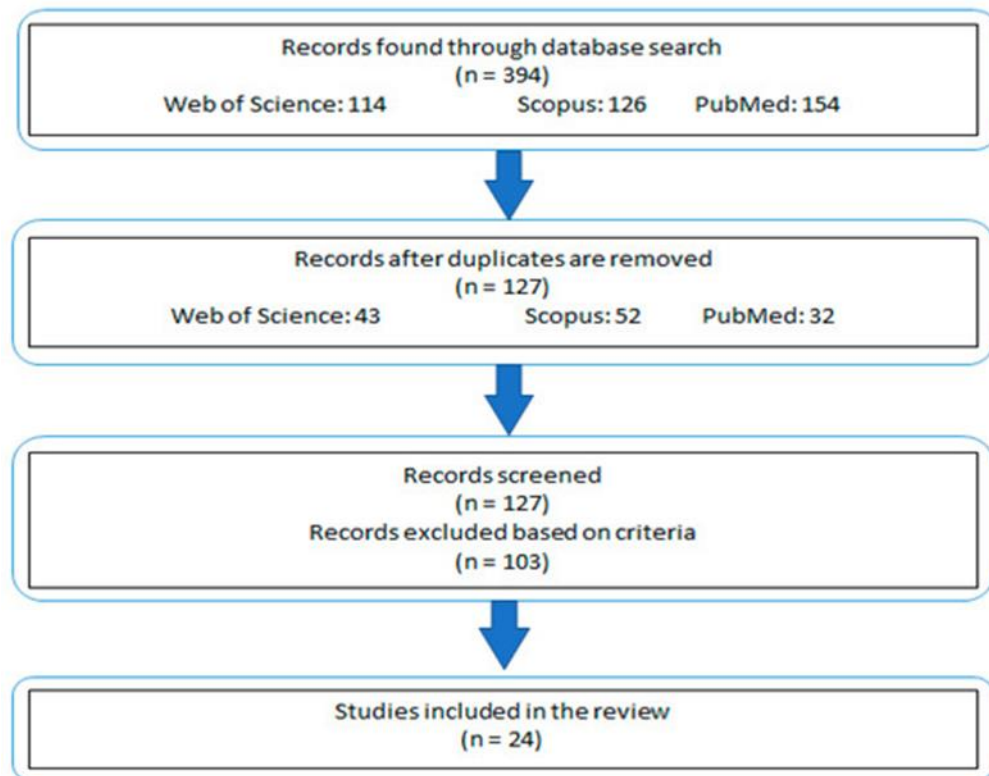 Records found through database search
(n = 394)
Web of Science: 114 Scopus: 126 PubMed: 154
Records after duplicates are removed
(n = 127)
Web of Science: 43 Scopus: 52 PubMed: 32
Records screened
(n = 127)
Records excluded based on criteria
(n = 103)
Studies included in the review
(n = 24)